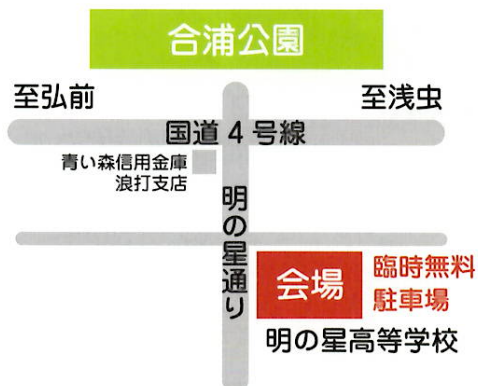 合浦公園
至弘前
至浅虫
国道4号線
青い森信用金庫
浪打支店
明の星通り
会場
臨時無料
駐車場
明の星高等学校